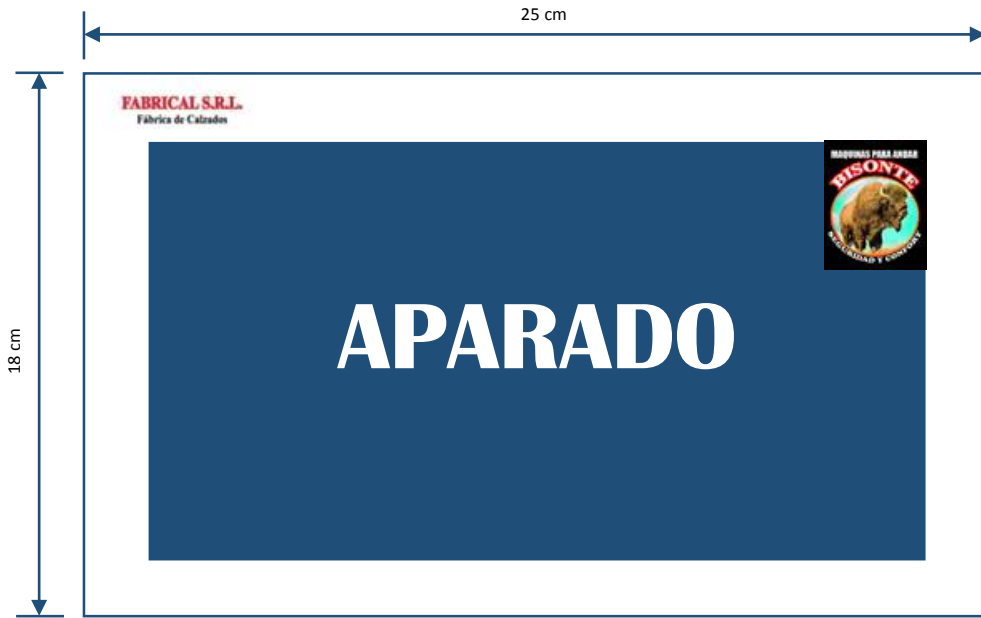 25 cm
FABRICAL S.R.L.
Fábrica de Calzados
MAQUINAS PARA ANDAR
BISONTE
SEGURIDAD Y CONFORT
APARADO
18 cm